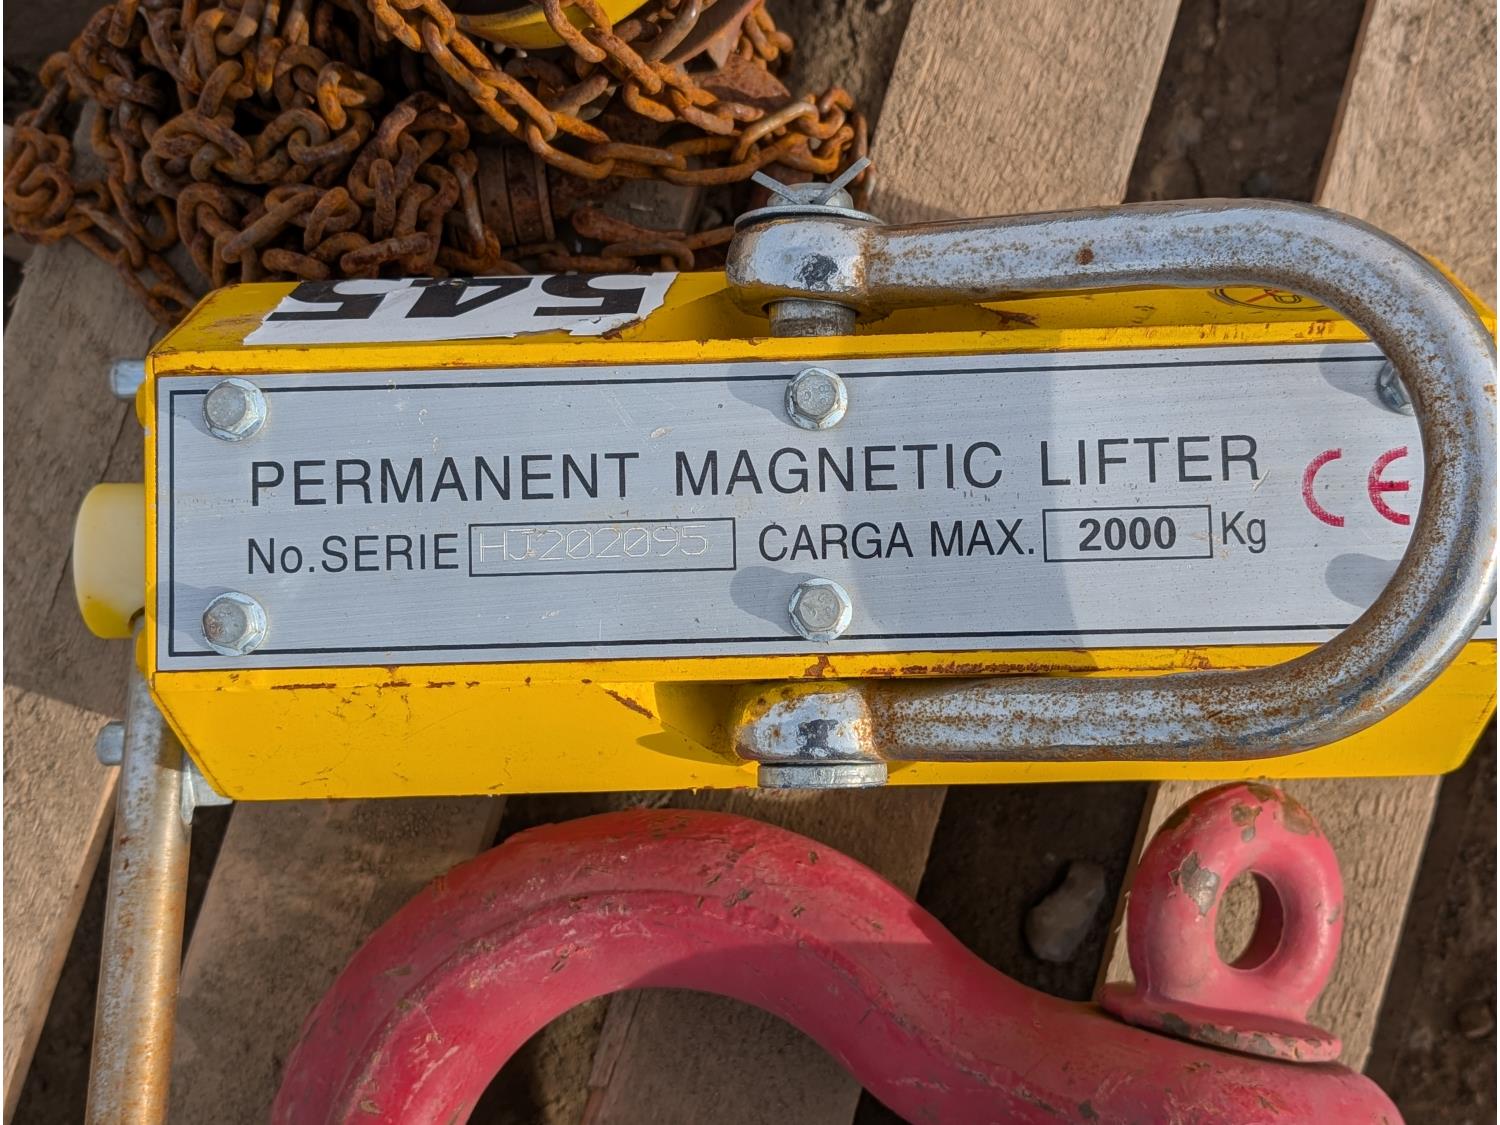 545
PERMANENT MAGNETIC LIFTER CE
No.SERIE HJ202095 CARGA MAX. 2000 Kg